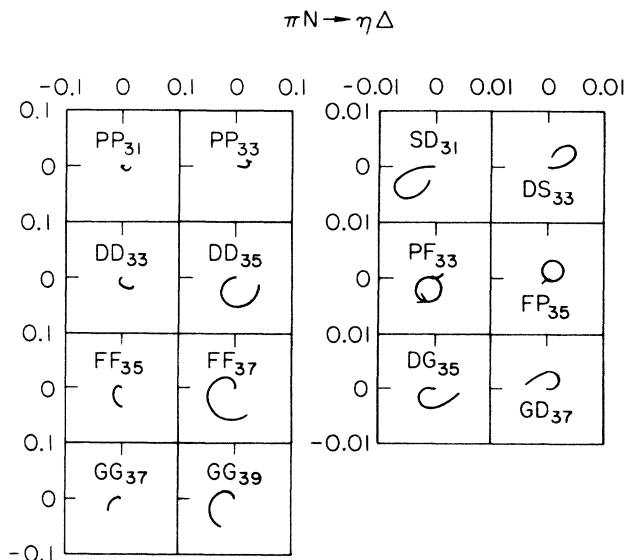 πN → ηΔ
-0.1 0 0.1 -0.01 0 0.01
0 0.1 0 0.01
0.1 0.01
PP31 PP33 SD31
0 0 DS33
0.1 0.01
DD33 DD35 PF33
0 0 FP35
0.1 0.01
FF35 FF37 DG35
0 0 GD37
0.1 -0.01
GG37 GG39
0
-0.1